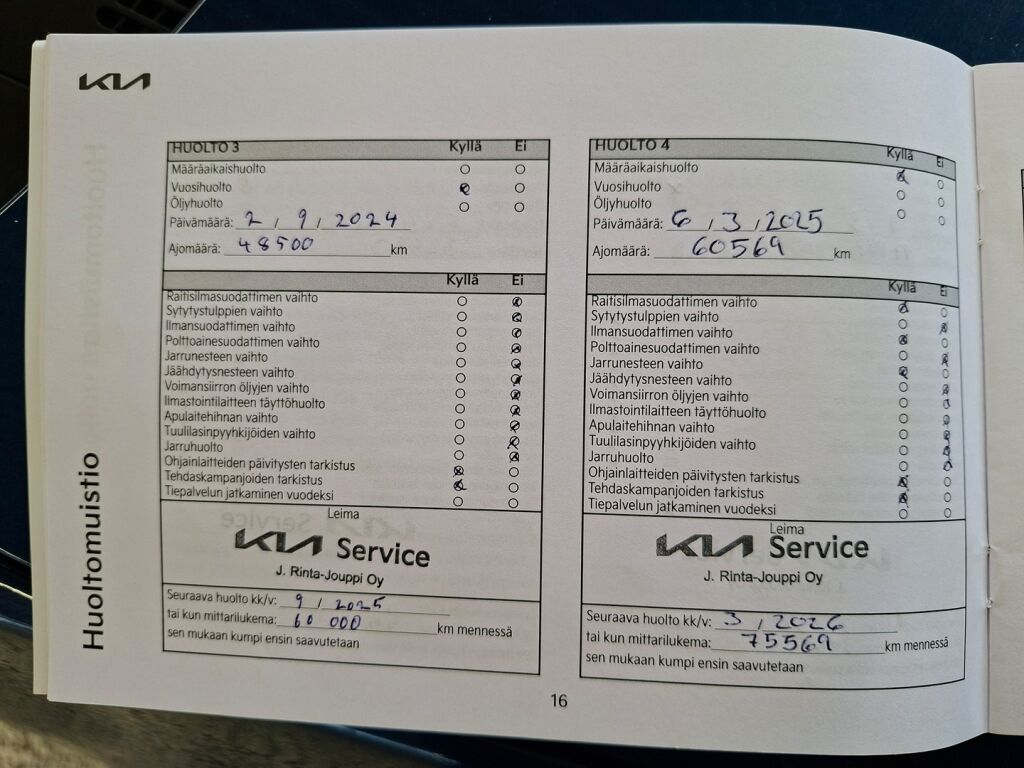 KIA
Huoltomuistio
HUOLTO 3 Kyllä Ei
Määräaikaishuolto
Vuosihuolto
Öljyhuolto
Päivämäärä: 2 / 9 / 2024
Ajomäärä: 48500 km
Kyllä Ei
Raitisilmasuodattimen vaihto
Sytytystulppien vaihto
Ilmansuodattimen vaihto
Polttoainesuodattimen vaihto
Jarrunesteen vaihto
Jäähdytysnesteen vaihto
Voimansiirron öljyjen vaihto
Ilmastointilaitteen täyttöhuolto
Apulaitehihnan vaihto
Tuulilasinpyyhkijöiden vaihto
Jarruhuolto
Ohjainlaitteiden päivitysten tarkistus
Tehdaskampanjoiden tarkistus
Tiepalvelun jatkaminen vuodeksi
Leima
KIA Service
J. Rinta-Jouppi Oy
Seuraava huolto kk/v: 9 / 2025
tai kun mittarilukema: 60 000 km mennessä
sen mukaan kumpi ensin saavutetaan
HUOLTO 4 Kyllä Ei
Määräaikaishuolto
Vuosihuolto
Öljyhuolto
Päivämäärä: 6 / 3 / 2025
Ajomäärä: 60569 km
Kyllä Ei
Raitisilmasuodattimen vaihto
Sytytystulppien vaihto
Ilmansuodattimen vaihto
Polttoainesuodattimen vaihto
Jarrunesteen vaihto
Jäähdytysnesteen vaihto
Voimansiirron öljyjen vaihto
Ilmastointilaitteen täyttöhuolto
Apulaitehihnan vaihto
Tuulilasinpyyhkijöiden vaihto
Jarruhuolto
Ohjainlaitteiden päivitysten tarkistus
Tehdaskampanjoiden tarkistus
Tiepalvelun jatkaminen vuodeksi
Leima
KIA Service
J. Rinta-Jouppi Oy
Seuraava huolto kk/v: 3 / 2026
tai kun mittarilukema: 75569 km mennessä
sen mukaan kumpi ensin saavutetaan
16